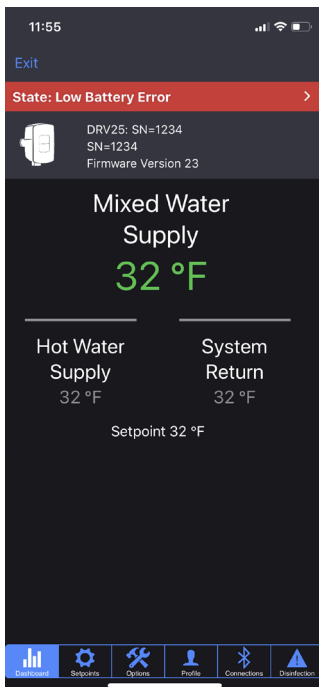 11:55
Exit
State: Low Battery Error
DRV25: SN=1234
SN=1234
Firmware Version 23
Mixed Water
Supply
32 °F
Hot Water
Supply
32 °F
System
Return
32 °F
Setpoint 32 °F
Dashboard
Setpoints
Options
Profile
Connections
Disinfection